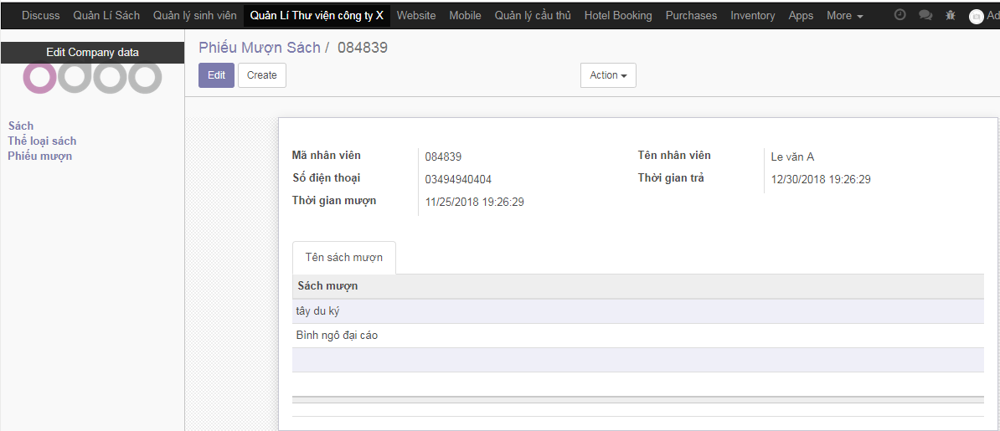 Discuss Quản Lí Sách Quản lý sinh viên Quản Lí Thư viện công ty X Website Mobile Quản lý cầu thủ Hotel Booking Purchases Inventory Apps More Ad
Edit Company data
odoo
Phiếu Mượn Sách / 084839
Edit Create Action
Sách
Thể loại sách
Phiếu mượn
Mã nhân viên 084839 Tên nhân viên Le văn A
Số điện thoại 03494940404 Thời gian trả 12/30/2018 19:26:29
Thời gian mượn 11/25/2018 19:26:29
Tên sách mượn
Sách mượn
tây du ký
Bình ngô đại cáo